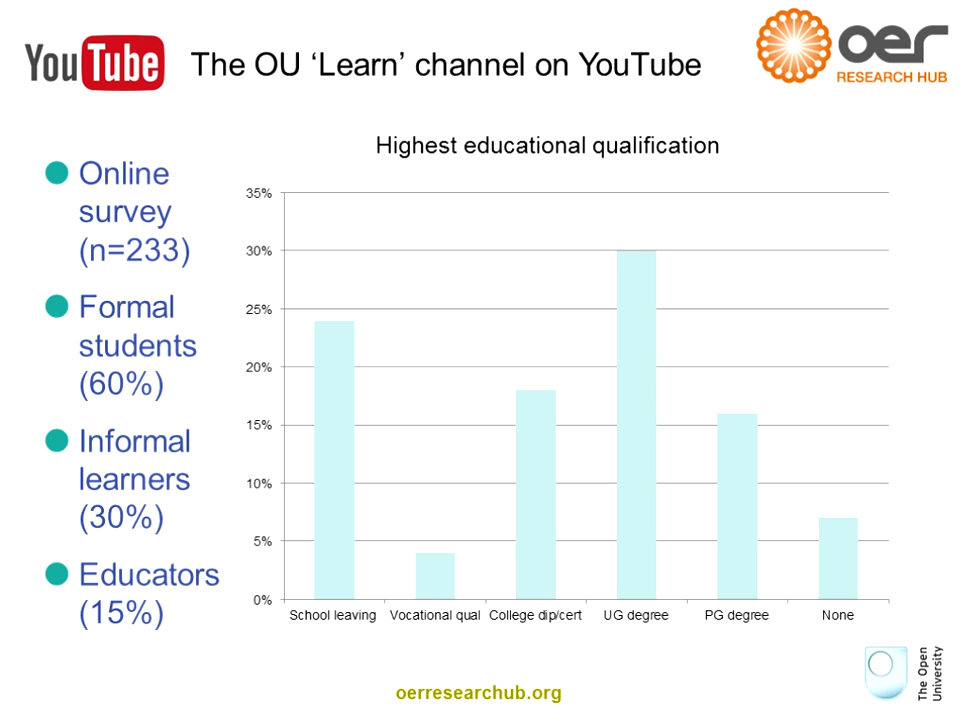 YouTube
The OU ‘Learn’ channel on YouTube
oer
RESEARCH HUB
Online
survey
(n=233)
Formal
students
(60%)
Informal
learners
(30%)
Educators
(15%)
Highest educational qualification
35%
30%
25%
20%
15%
10%
5%
0%
School leaving Vocational qual College dip/cert UG degree PG degree None
oerresearchub.org
The Open
University